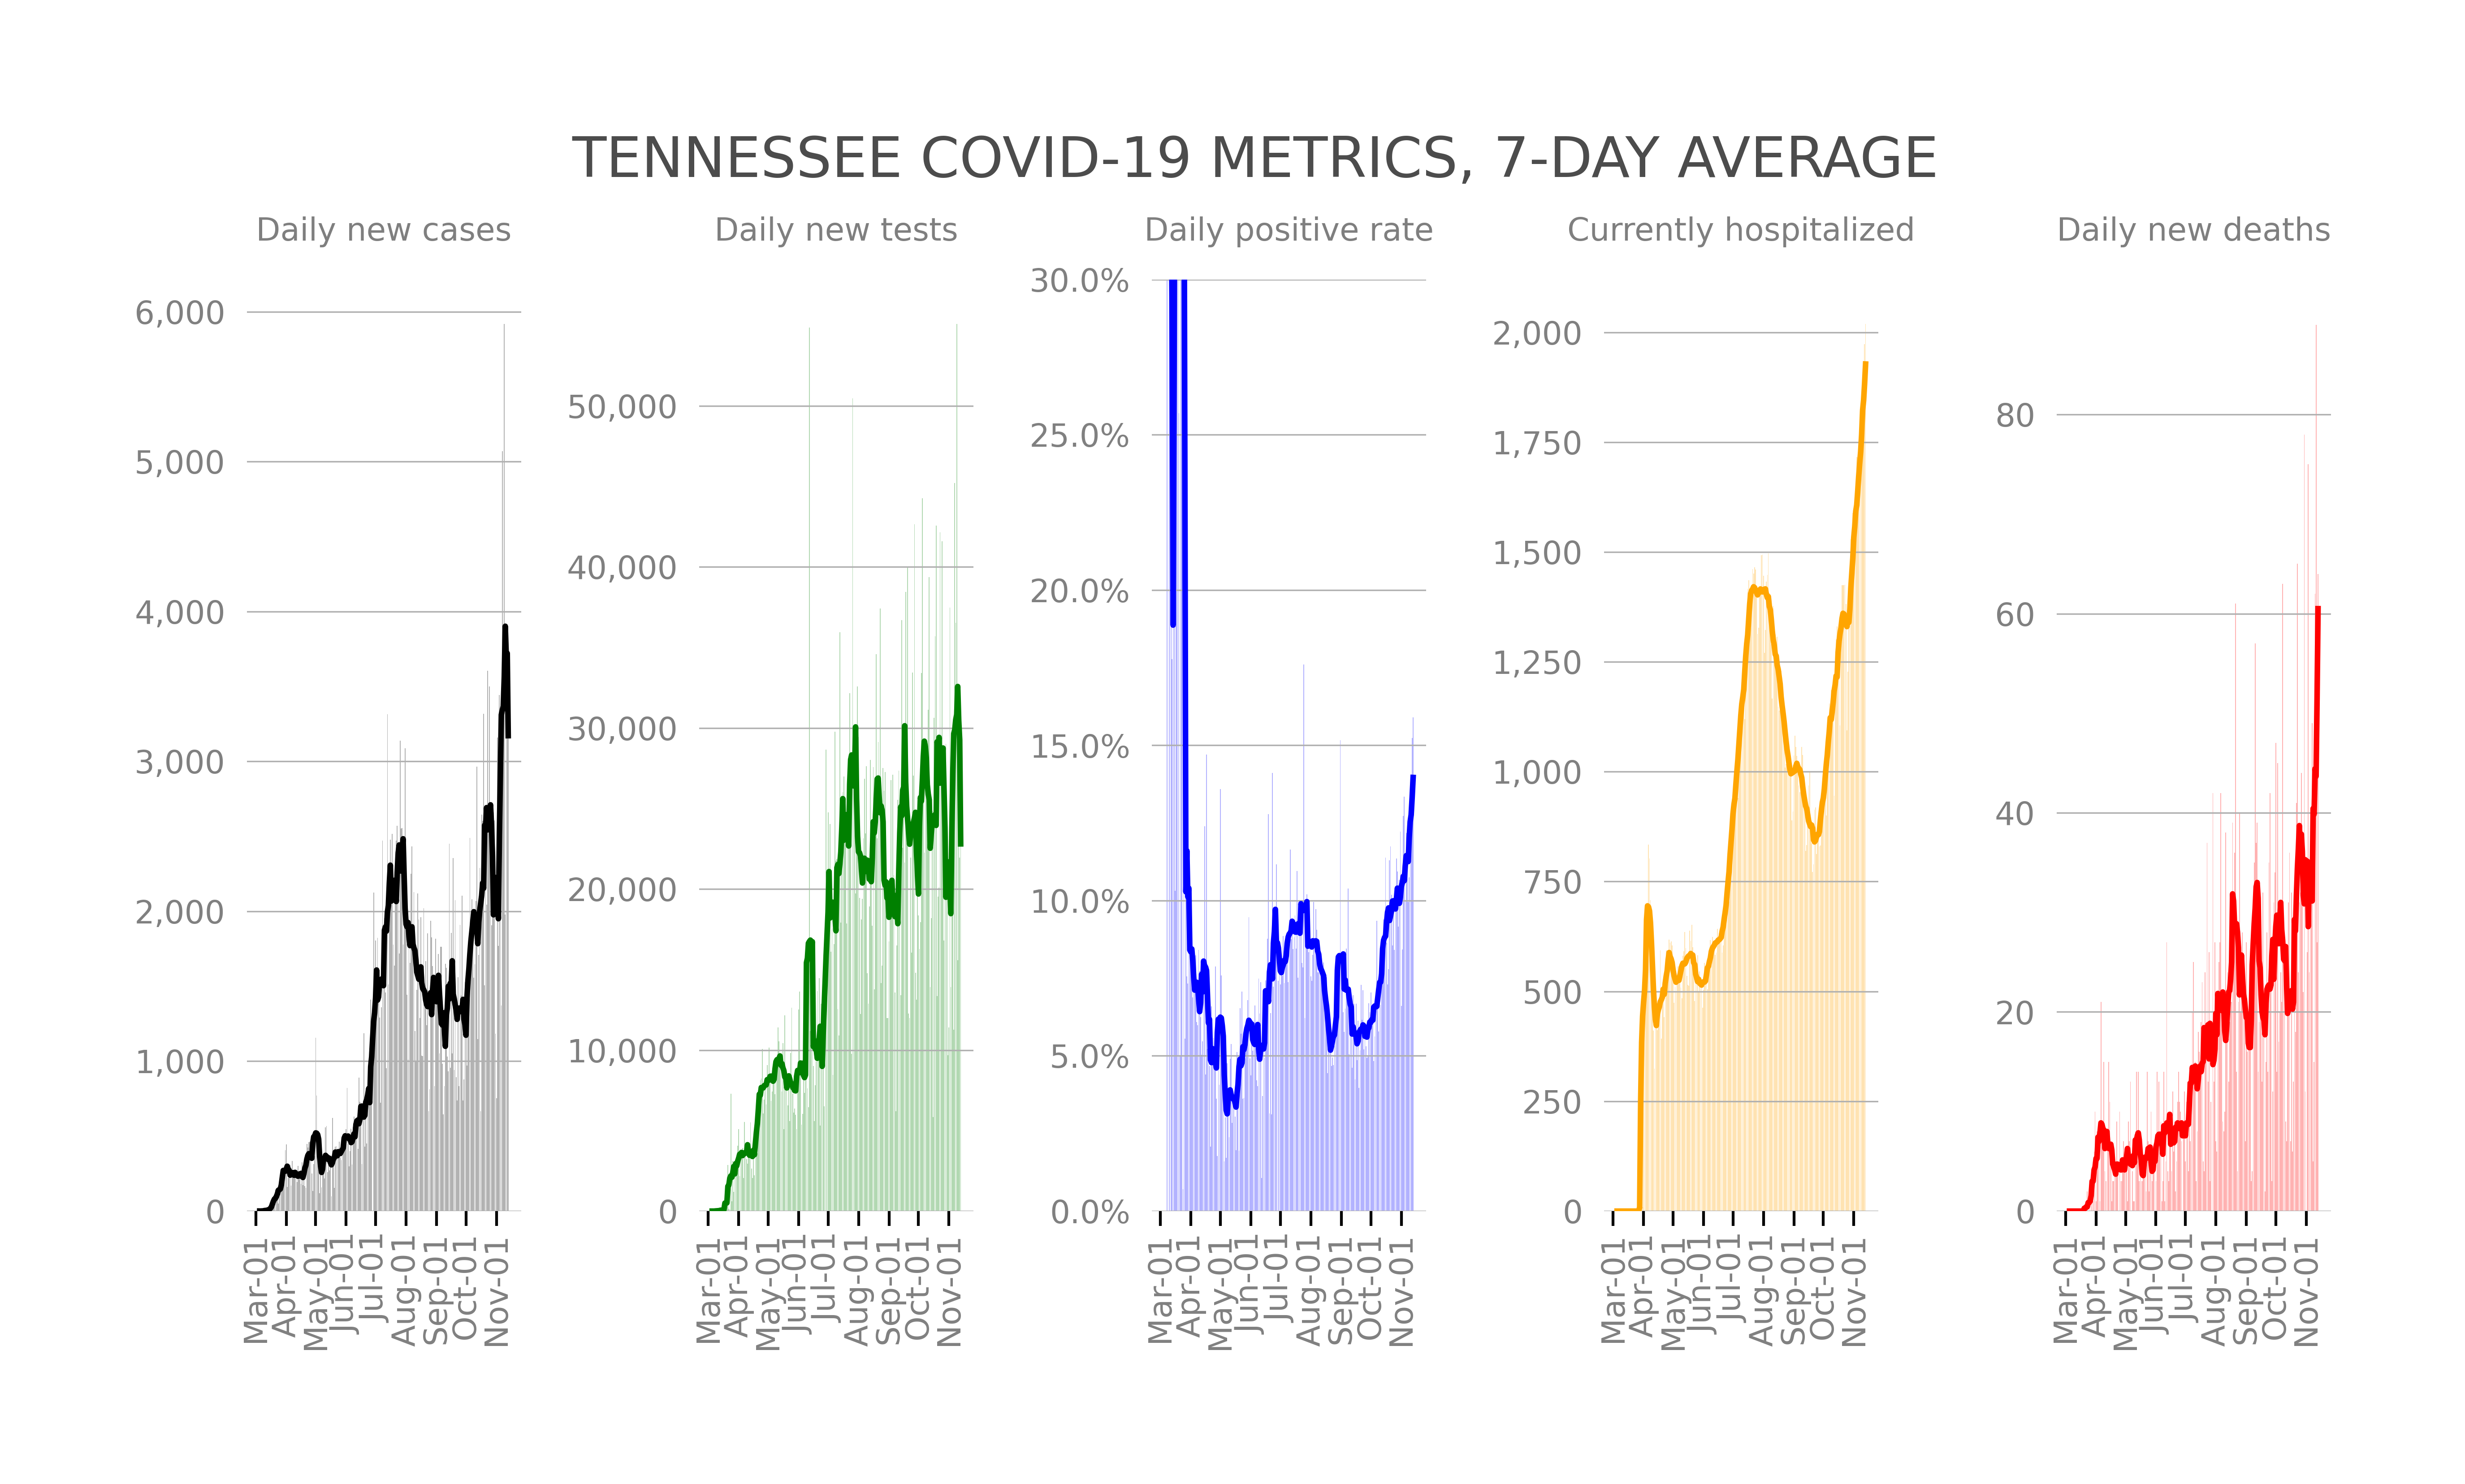 TENNESSEE COVID-19 METRICS, 7-DAY AVERAGE
Daily new cases
6,000
5,000
4,000
3,000
2,000
1,000
0
Mar-01
Apr-01
May-01
Jun-01
Jul-01
Aug-01
Sep-01
Oct-01
Nov-01
Daily new tests
50,000
40,000
30,000
20,000
10,000
0
Mar-01
Apr-01
May-01
Jun-01
Jul-01
Aug-01
Sep-01
Oct-01
Nov-01
Daily positive rate
30.0%
25.0%
20.0%
15.0%
10.0%
5.0%
0.0%
Mar-01
Apr-01
May-01
Jun-01
Jul-01
Aug-01
Sep-01
Oct-01
Nov-01
Currently hospitalized
2,000
1,750
1,500
1,250
1,000
750
500
250
0
Mar-01
Apr-01
May-01
Jun-01
Jul-01
Aug-01
Sep-01
Oct-01
Nov-01
Daily new deaths
80
60
40
20
0
Mar-01
Apr-01
May-01
Jun-01
Jul-01
Aug-01
Sep-01
Oct-01
Nov-01